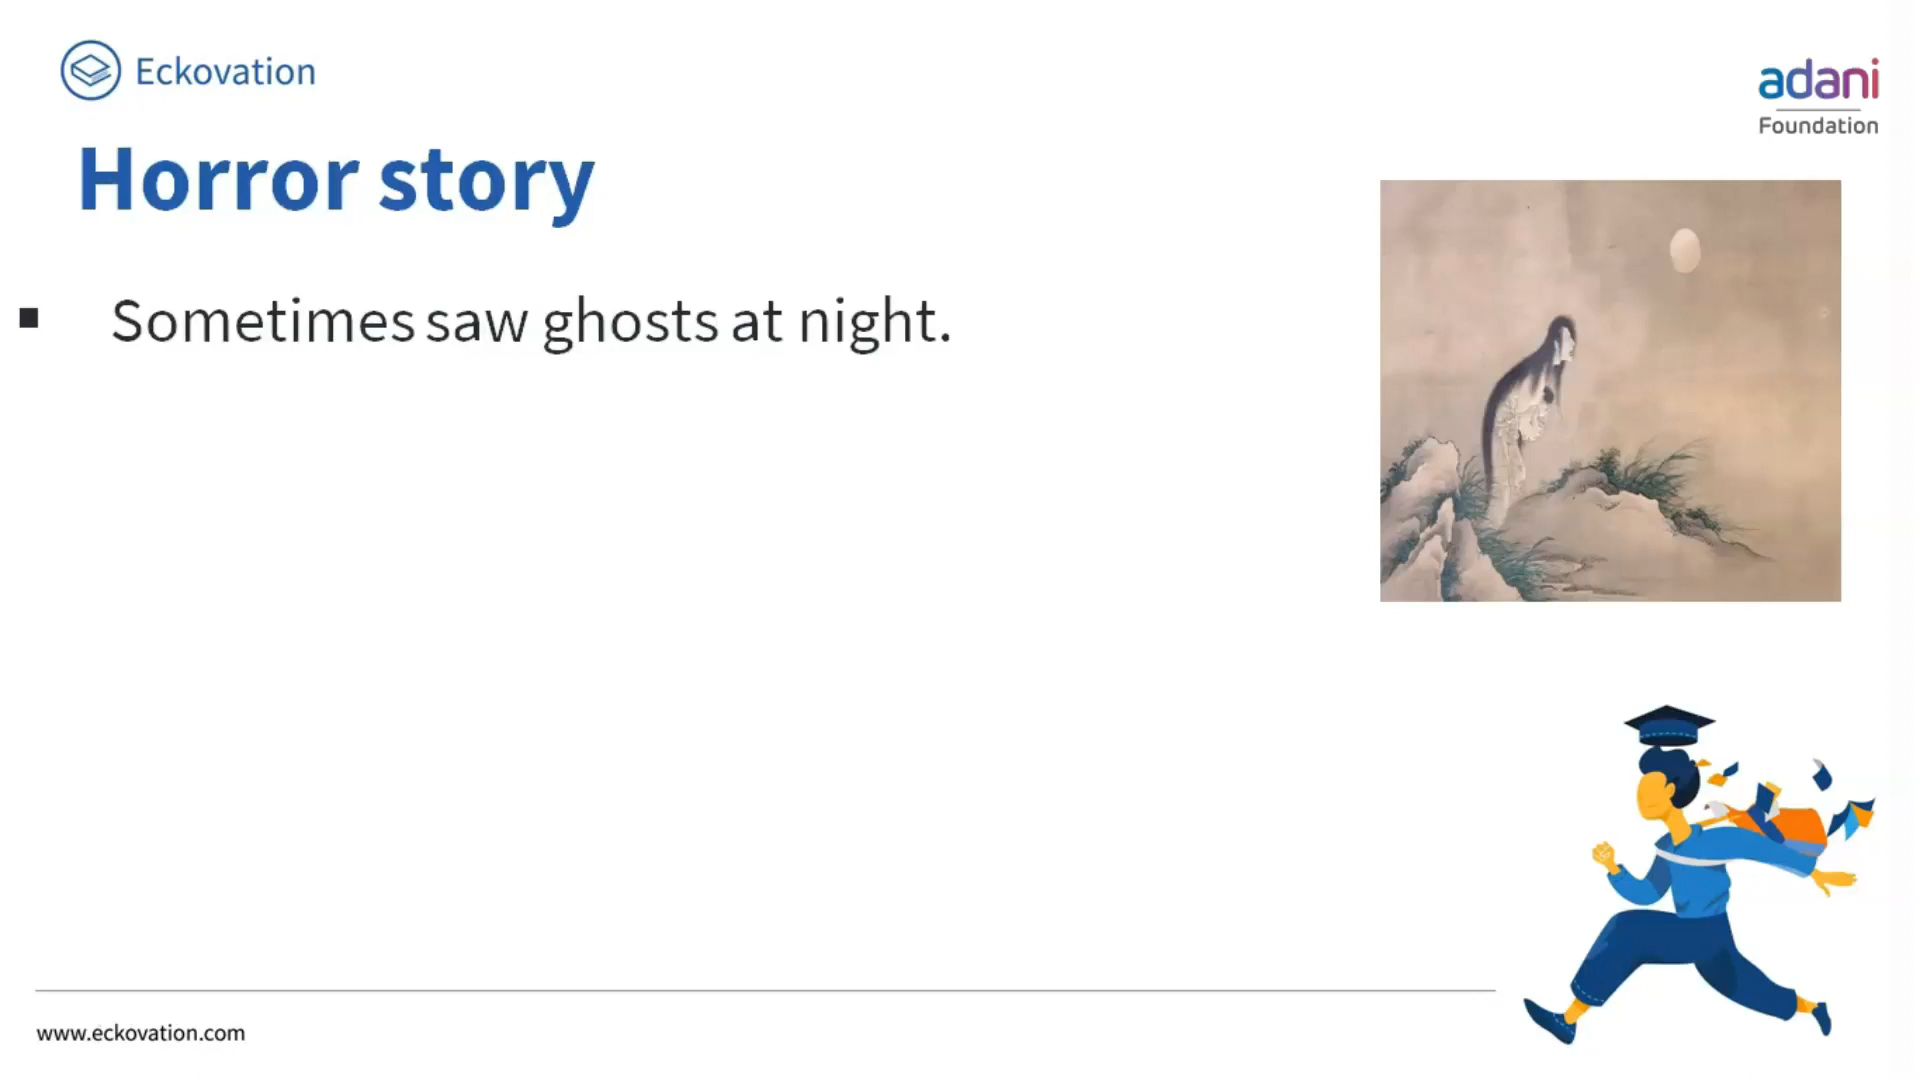 Eckovation
adani
Foundation
Horror story
▪ Sometimes saw ghosts at night.
www.eckovation.com